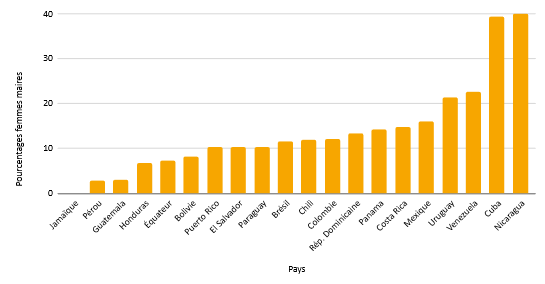 40
30
20
10
0
Pourcentages femmes maires
Jamaïque
Pérou
Guatemala
Honduras
Équateur
Bolivie
Puerto Rico
El Salvador
Paraguay
Brésil
Chili
Colombie
Rép. Dominicaine
Panama
Costa Rica
Mexique
Uruguay
Venezuela
Cuba
Nicaragua
Pays